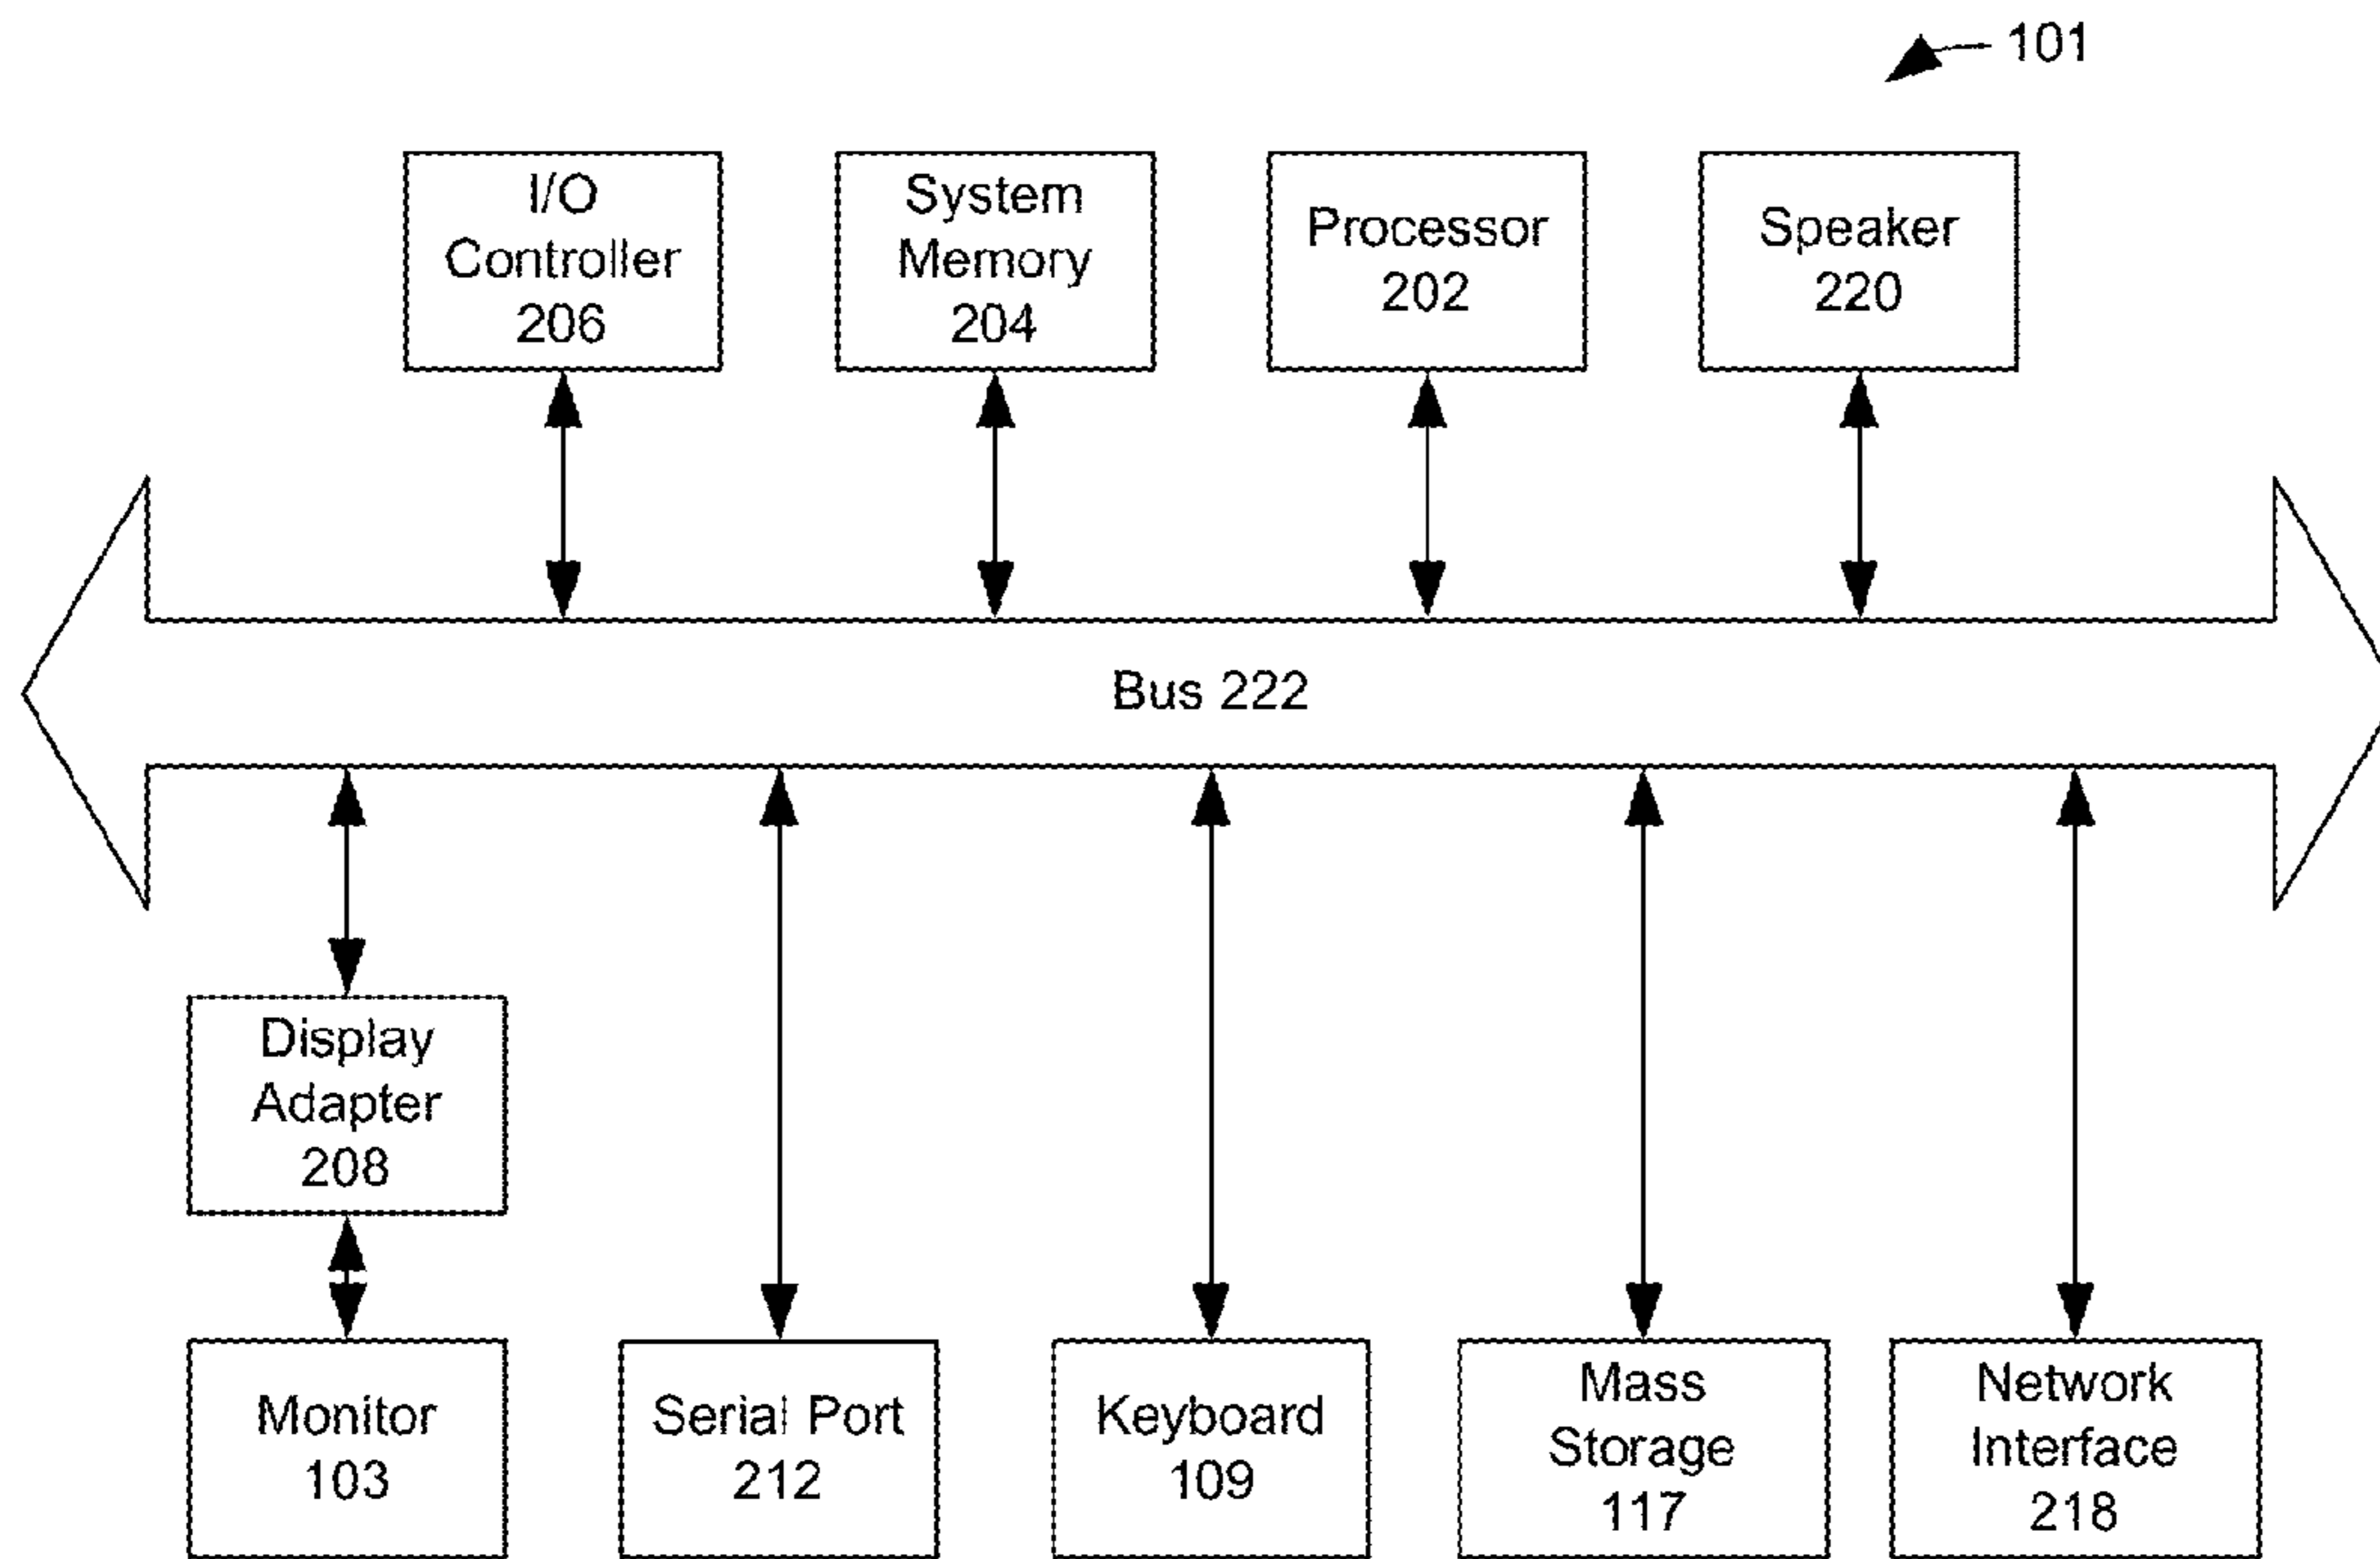 101
I/O
Controller
206
System
Memory
204
Processor
202
Speaker
220
Bus 222
Display
Adapter
208
Monitor
103
Serial Port
212
Keyboard
109
Mass
Storage
117
Network
Interface
218